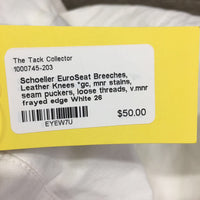 The Tack Collector
1000745-203
Schoeller EuroSeat Breeches,
Leather Knees *gc, mnr stains,
seam puckers, loose threads, v.mnr
frayed edge White 26
EYEW7U
$50.00